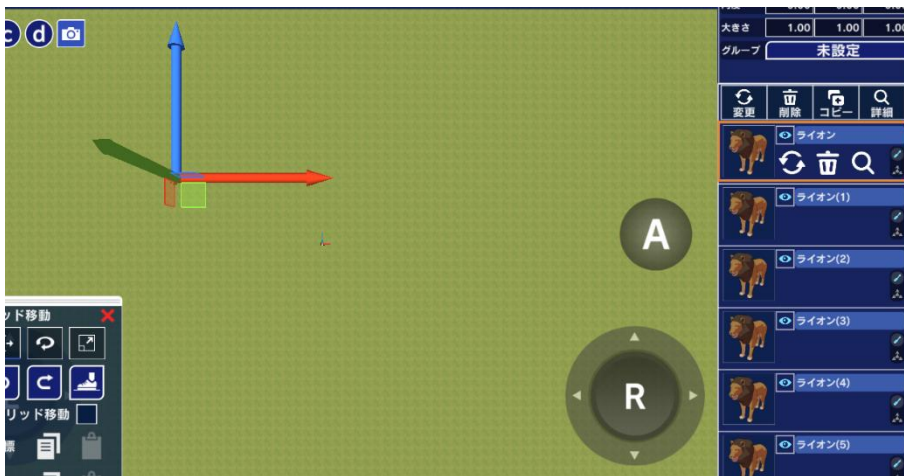 c d
大きさ 1.00 1.00 1.00
グループ 未設定
変更 削除 コピー 詳細
ライオン
ライオン(1)
ライオン(2)
A
ライオン(3)
リッド移動
R
ライオン(4)
リッド移動
標
ライオン(5)